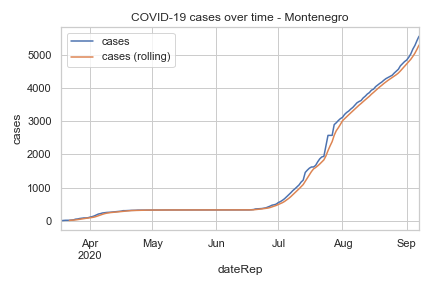 COVID-19 cases over time - Montenegro
cases
cases (rolling)
5000
4000
3000
2000
1000
0
cases
Apr
2020
May
Jun
Jul
Aug
Sep
dateRep